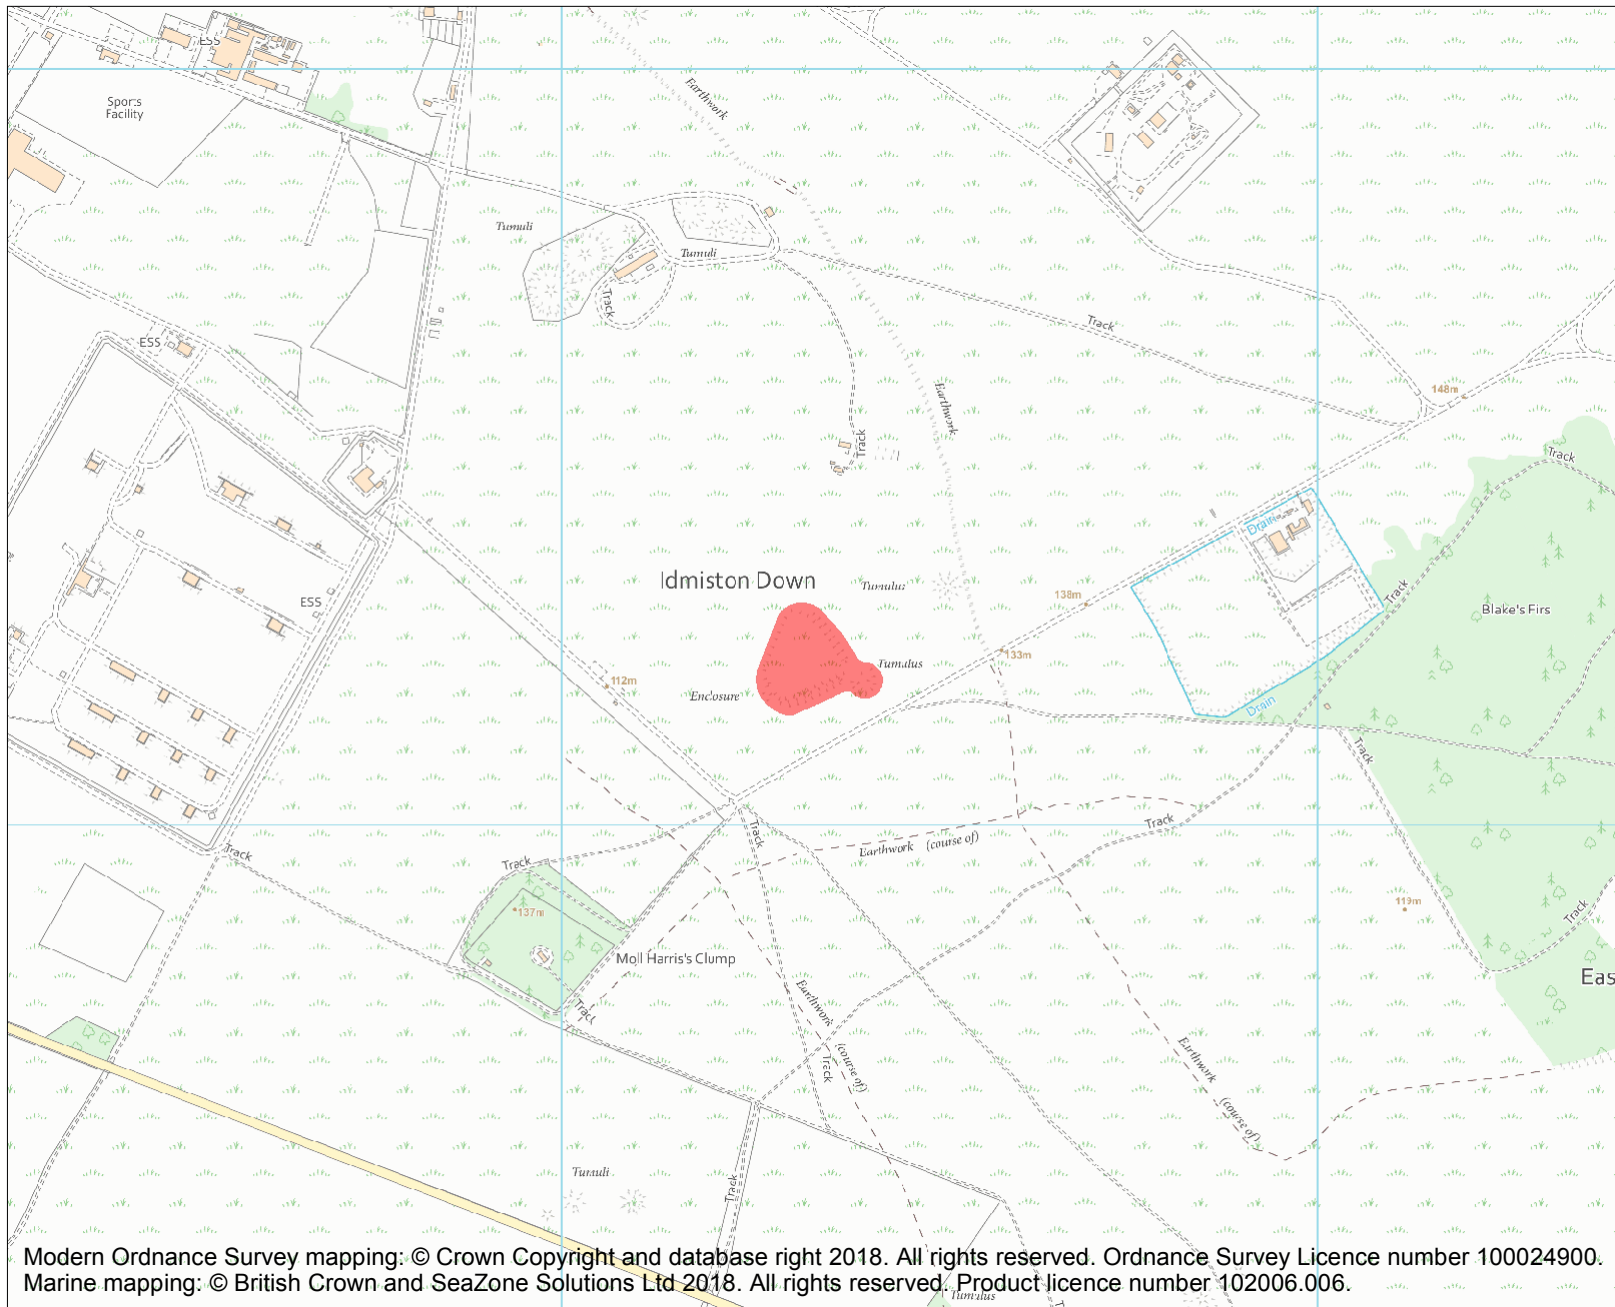 ESS
Sports
Facility
Earthwork
Tumuli
Tumuli
Track
Track
ESS
148m
Earthwork
Track
Track
Drain
Idmiston Down
Tumulus
138m
ESS
Track
Blake's Firs
133m
Tumulus
112m
Enclosure
Drain
Track
Track
Track
Earthwork (course of)
Track
Track
137m
119m
Track
Moll Harris's Clump
Eas
Earthwork
(course of)
Track
Track
Earthwork
(course of)
Tumuli
Track
Modern Ordnance Survey mapping: © Crown Copyright and database right 2018. All rights reserved. Ordnance Survey Licence number 100024900.
Marine mapping: © British Crown and SeaZone Solutions Ltd 2018. All rights reserved. Product licence number 102006.006.
Tumulus